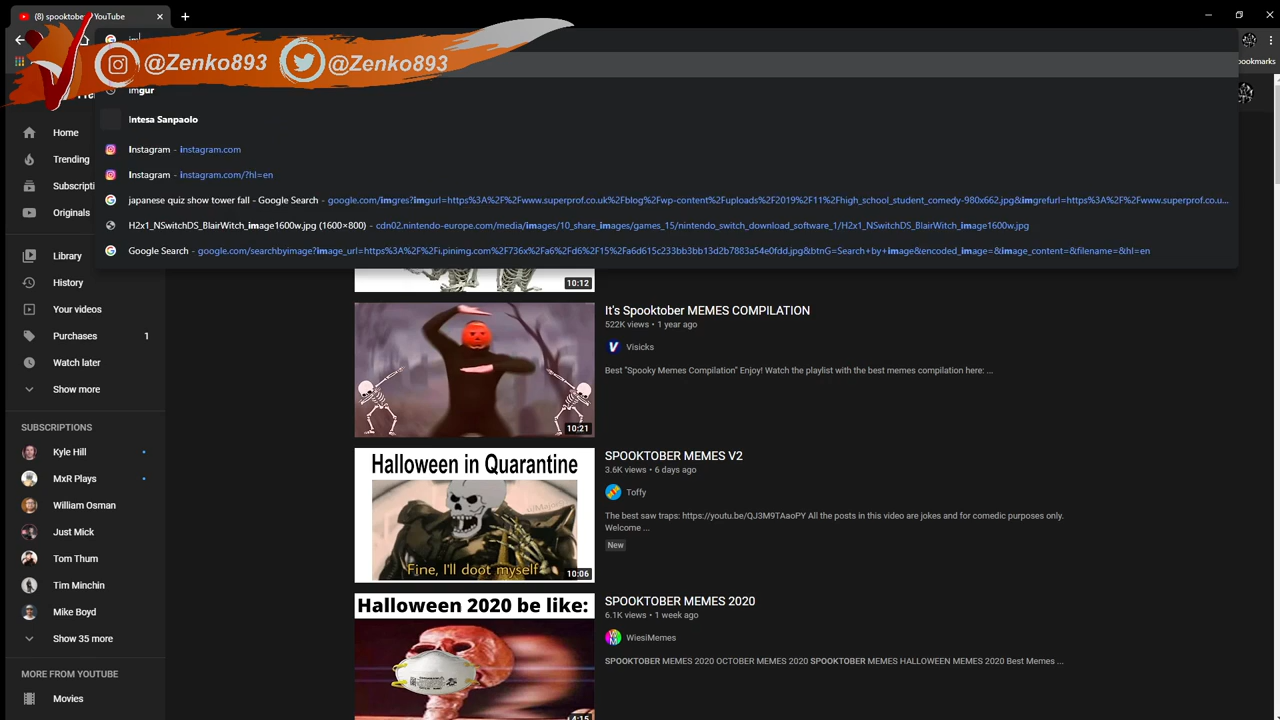 (8) spooktober - YouTube
im
@Zenko893
@Zenko893
ookmarks
imgur
Intesa Sanpaolo
Instagram - instagram.com
Instagram - instagram.com/?hl=en
japanese quiz show tower fall - Google Search - google.com/imgres?imgurl=https%3A%2F%2Fwww.superprof.co.uk%2Fblog%2Fwp-content%2Fuploads%2F2019%2F11%2Fhigh_school_student_comedy-980x662.jpg&imgrefurl=https%3A%2F%2Fwww.superprof.co.u...
H2x1_NSwitchDS_BlairWitch_image1600w.jpg (1600×800) - cdn02.nintendo-europe.com/media/images/10_share_images/games_15/nintendo_switch_download_software_1/H2x1_NSwitchDS_BlairWitch_image1600w.jpg
Google Search - google.com/searchbyimage?image_url=https%3A%2F%2Fi.pinimg.com%2F736x%2Fa6%2Fd6%2F15%2Fa6d615c233bb3bb13d2b7883a54e0fdd.jpg&btnG=Search+by+image&encoded_image=&image_content=&filename=&hl=en
Home
Trending
Subscripti
Originals
Library
History
Your videos
Purchases 1
Watch later
Show more
SUBSCRIPTIONS
Kyle Hill
MxR Plays
William Osman
Just Mick
Tom Thum
Tim Minchin
Mike Boyd
Show 35 more
MORE FROM YOUTUBE
Movies
10:12
10:21
It's Spooktober MEMES COMPILATION
522K views • 1 year ago
V Visicks
Best "Spooky Memes Compilation" Enjoy! Watch the playlist with the best memes compilation here: ...
Halloween in Quarantine
Fine, I'll doot myself
10:06
SPOOKTOBER MEMES V2
3.6K views • 6 days ago
Toffy
The best saw traps: https://youtu.be/QJ3M9TAaoPY All the posts in this video are jokes and for comedic purposes only.
Welcome ...
New
Halloween 2020 be like:
4:15
SPOOKTOBER MEMES 2020
6.1K views • 1 week ago
WiesiMemes
SPOOKTOBER MEMES 2020 OCTOBER MEMES 2020 SPOOKTOBER MEMES HALLOWEEN MEMES 2020 Best Memes ...